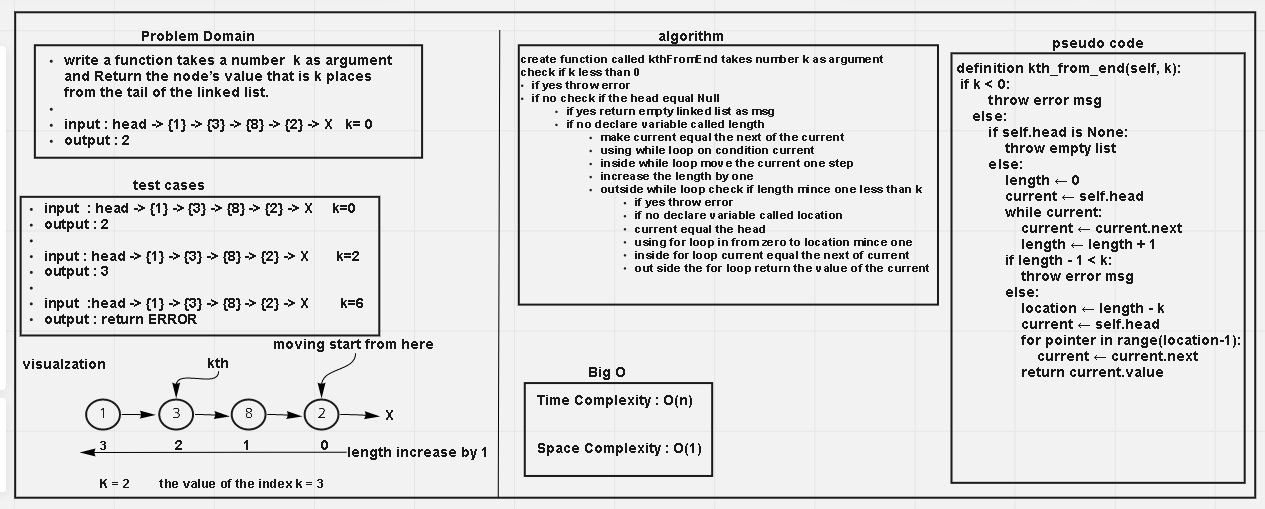 Problem Domain
• write a function takes a number k as argument
and Return the node's value that is k places
from the tail of the linked list.
•
• input : head -> {1} -> {3} -> {8} -> {2} -> X k= 0
• output : 2
test cases
• input : head -> {1} -> {3} -> {8} -> {2} -> X k=0
• output : 2
•
• input : head -> {1} -> {3} -> {8} -> {2} -> X k=2
• output : 3
•
• input :head -> {1} -> {3} -> {8} -> {2} -> X k=6
• output : return ERROR
visualzation
moving start from here
kth
1 3 8 2 X
3 2 1 0
length increase by 1
K = 2 the value of the index k = 3
algorithm
create function called kthFromEnd takes number k as argument
check if k less than 0
• if yes throw error
• if no check if the head equal Null
• if yes return empty linked list as msg
• if no declare variable called length
• make current equal the next of the current
• using while loop on condition current
• inside while loop move the current one step
• increase the length by one
• outside while loop check if length mince one less than k
• if yes throw error
• if no declare variable called location
• current equal the head
• using for loop in from zero to location mince one
• inside for loop current equal the next of current
• out side the for loop return the value of the current
Big O
Time Complexity : O(n)
Space Complexity : O(1)
pseudo code
definition kth_from_end(self, k):
if k < 0:
throw error msg
else:
if self.head is None:
throw empty list
else:
length ← 0
current ← self.head
while current:
current ← current.next
length ← length + 1
if length - 1 < k:
throw error msg
else:
location ← length - k
current ← self.head
for pointer in range(location-1):
current ← current.next
return current.value